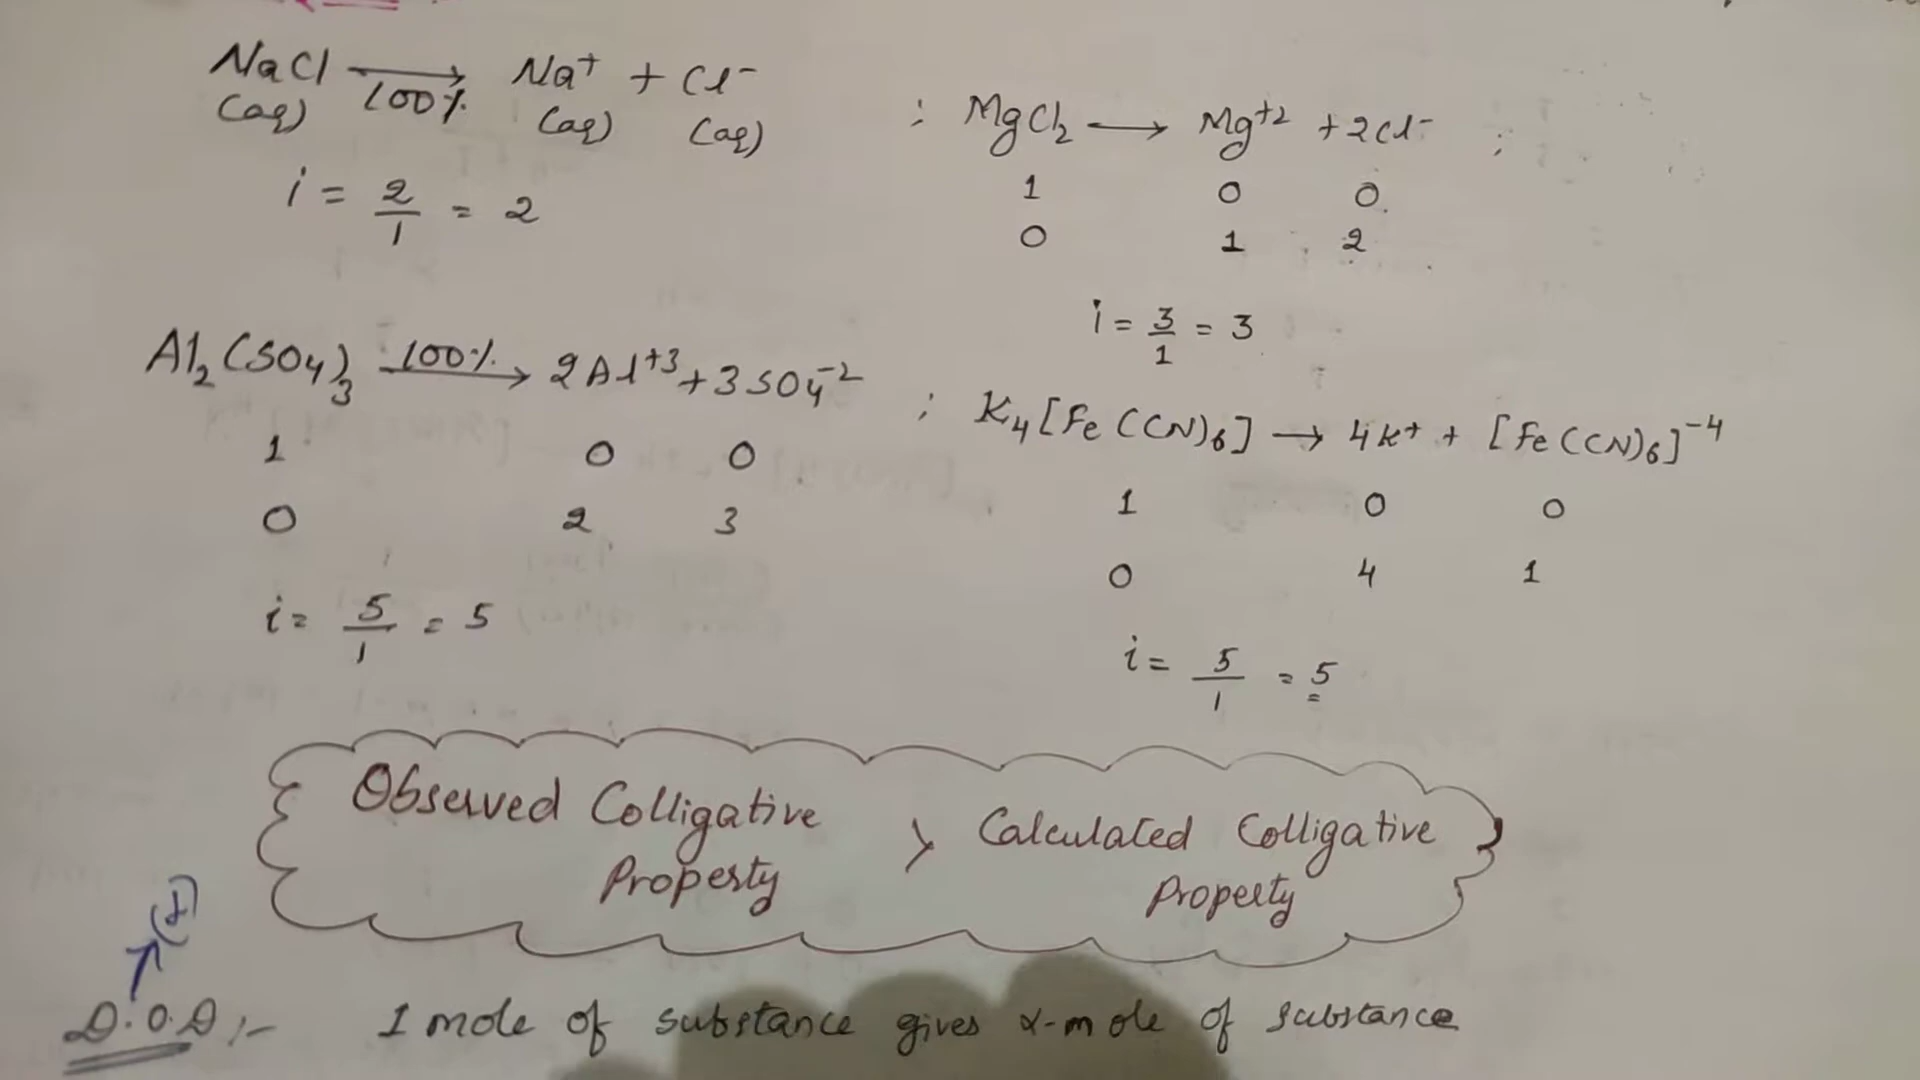 NaCl ⟶ Na⁺ + Cl⁻
(aq) 100% (aq) (aq)
i = 2/1 = 2
; MgCl₂ ⟶ Mg⁺² + 2Cl⁻ ;
1 0 0
0 1 2
i = 3/1 = 3
Al₂(SO₄)₃ 100% ⟶ 2Al⁺³ + 3SO₄⁻²
1 0 0
0 2 3
i = 5/1 = 5
; K₄[Fe(CN)₆] → 4K⁺ + [Fe(CN)₆]⁻⁴
1 0 0
0 4 1
i = 5/1 = 5
Observed Colligative Property > Calculated Colligative Property
D.O.D :- 1 mole of substance gives α-mole of substance